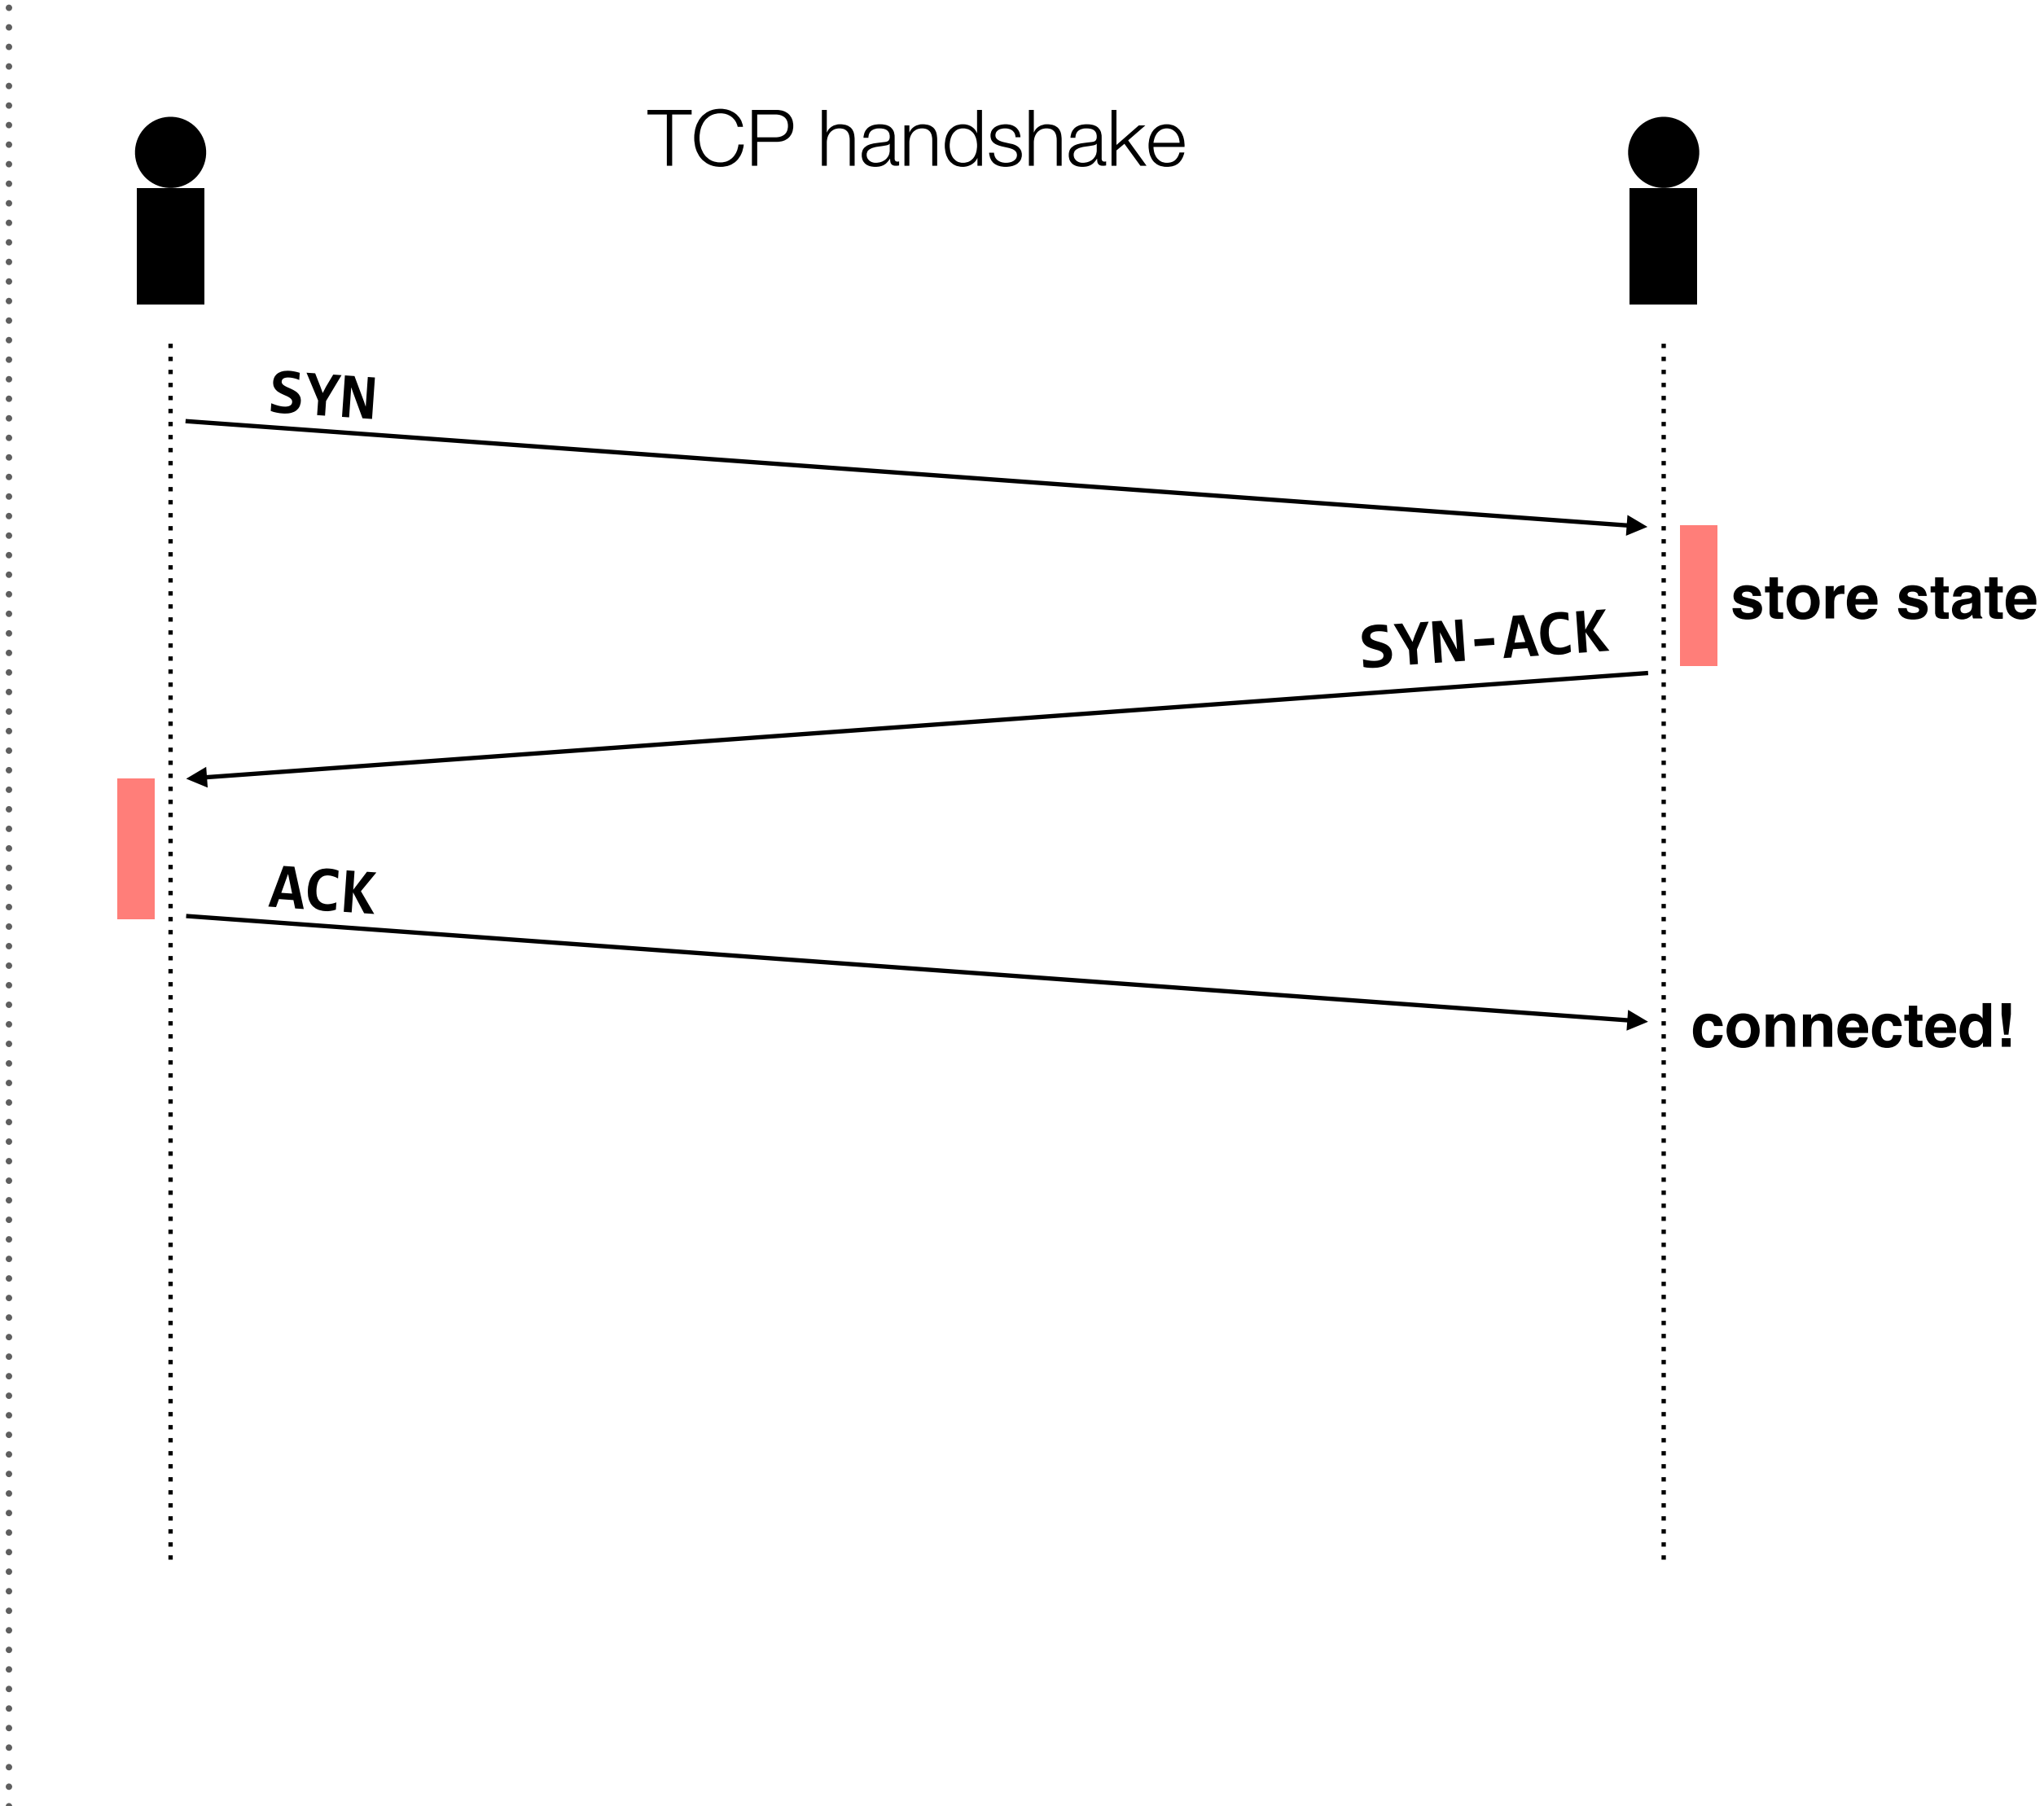 TCP handshake
SYN
store state
SYN-ACK
ACK
connected!